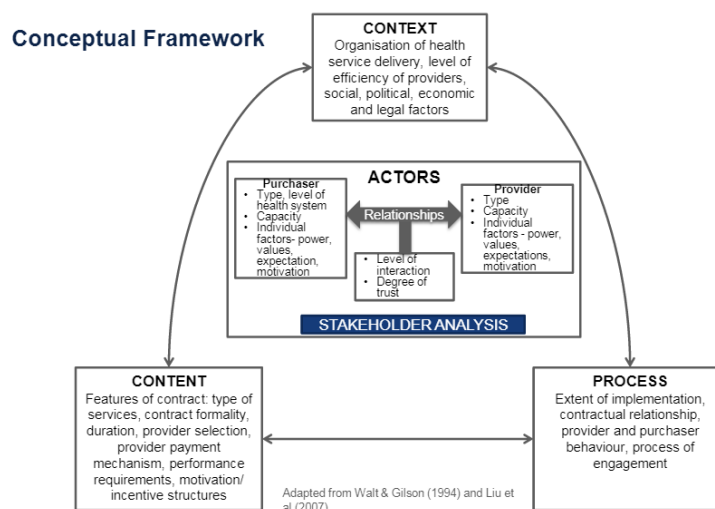 Conceptual Framework
CONTEXT
Organisation of health
service delivery, level of
efficiency of providers,
social, political, economic
and legal factors
ACTORS
Purchaser
• Type, level of
health system
• Capacity
• Individual
factors- power,
values,
expectation,
motivation
Relationships
Provider
• Type
• Capacity
• Individual
factors - power,
values,
expectations,
motivation
• Level of
interaction
• Degree of
trust
STAKEHOLDER ANALYSIS
CONTENT
Features of contract: type of
services, contract formality,
duration, provider selection,
provider payment
mechanism, performance
requirements, motivation/
incentive structures
PROCESS
Extent of implementation,
contractual relationship,
provider and purchaser
behaviour, process of
engagement
Adapted from Walt & Gilson (1994) and Liu et
al (2007)